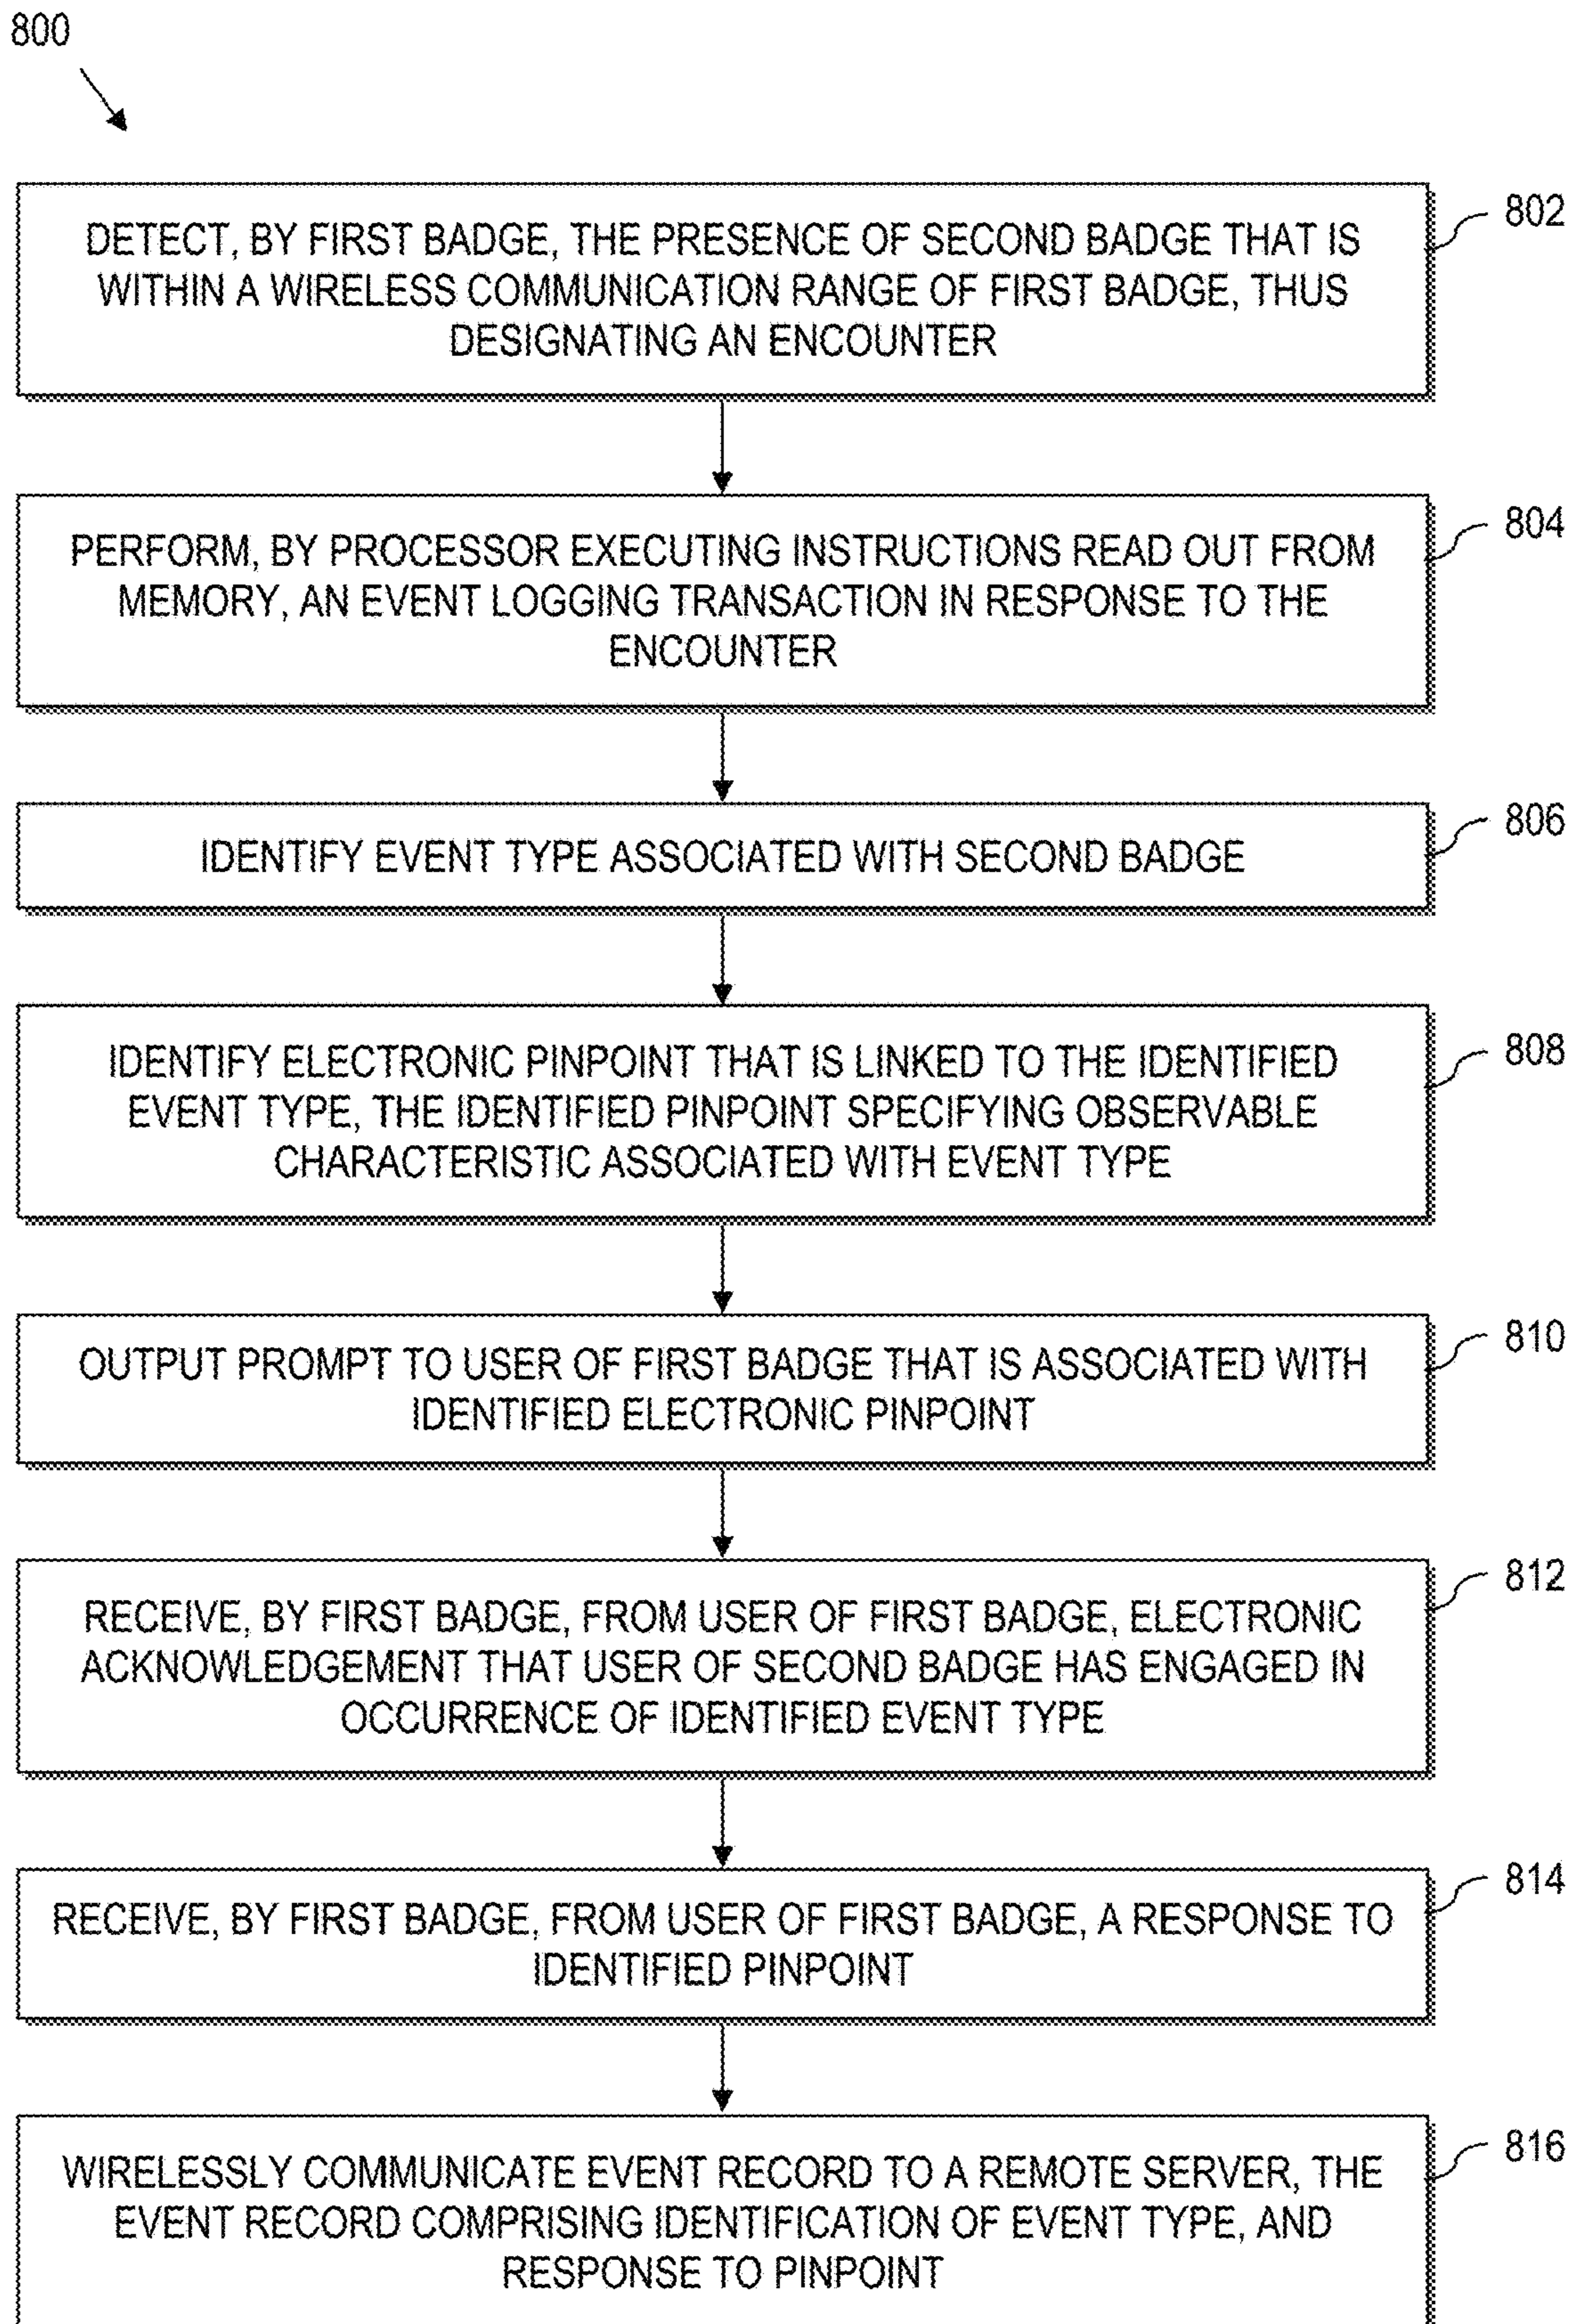 800
DETECT, BY FIRST BADGE, THE PRESENCE OF SECOND BADGE THAT IS
WITHIN A WIRELESS COMMUNICATION RANGE OF FIRST BADGE, THUS
DESIGNATING AN ENCOUNTER
802
PERFORM, BY PROCESSOR EXECUTING INSTRUCTIONS READ OUT FROM
MEMORY, AN EVENT LOGGING TRANSACTION IN RESPONSE TO THE
ENCOUNTER
804
IDENTIFY EVENT TYPE ASSOCIATED WITH SECOND BADGE
806
IDENTIFY ELECTRONIC PINPOINT THAT IS LINKED TO THE IDENTIFIED
EVENT TYPE, THE IDENTIFIED PINPOINT SPECIFYING OBSERVABLE
CHARACTERISTIC ASSOCIATED WITH EVENT TYPE
808
OUTPUT PROMPT TO USER OF FIRST BADGE THAT IS ASSOCIATED WITH
IDENTIFIED ELECTRONIC PINPOINT
810
RECEIVE, BY FIRST BADGE, FROM USER OF FIRST BADGE, ELECTRONIC
ACKNOWLEDGEMENT THAT USER OF SECOND BADGE HAS ENGAGED IN
OCCURRENCE OF IDENTIFIED EVENT TYPE
812
RECEIVE, BY FIRST BADGE, FROM USER OF FIRST BADGE, A RESPONSE TO
IDENTIFIED PINPOINT
814
WIRELESSLY COMMUNICATE EVENT RECORD TO A REMOTE SERVER, THE
EVENT RECORD COMPRISING IDENTIFICATION OF EVENT TYPE, AND
RESPONSE TO PINPOINT
816